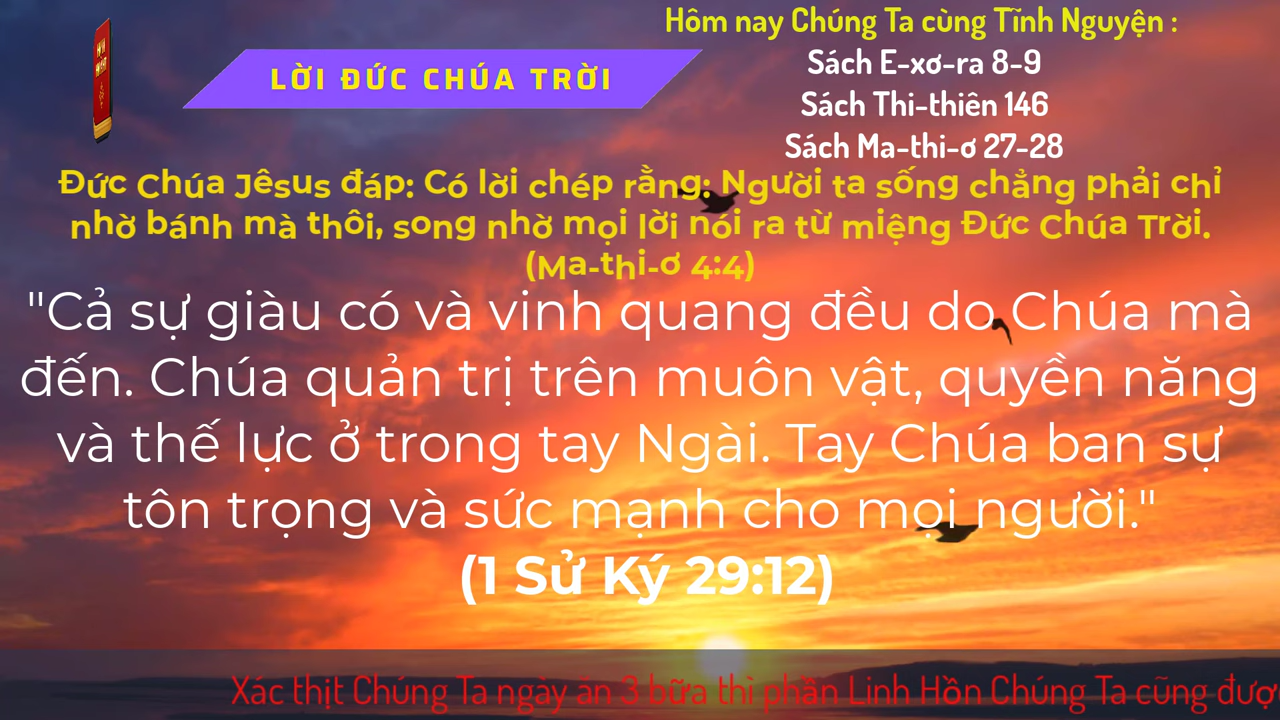 Hôm nay Chúng Ta cùng Tĩnh Nguyện :
Sách E-xơ-ra 8-9
Sách Thi-thiên 146
Sách Ma-thi-ơ 27-28
LỜI ĐỨC CHÚA TRỜI
Đức Chúa Jêsus đáp: Có lời chép rằng: Người ta sống chẳng phải chỉ
nhờ bánh mà thôi, song nhờ mọi lời nói ra từ miệng Đức Chúa Trời.
(Ma-thi-ơ 4:4)
"Cả sự giàu có và vinh quang đều do Chúa mà
đến. Chúa quản trị trên muôn vật, quyền năng
và thế lực ở trong tay Ngài. Tay Chúa ban sự
tôn trọng và sức mạnh cho mọi người."
(1 Sử Ký 29:12)
Xác thịt Chúng Ta ngày ăn 3 bữa thì phần Linh Hồn Chúng Ta cũng